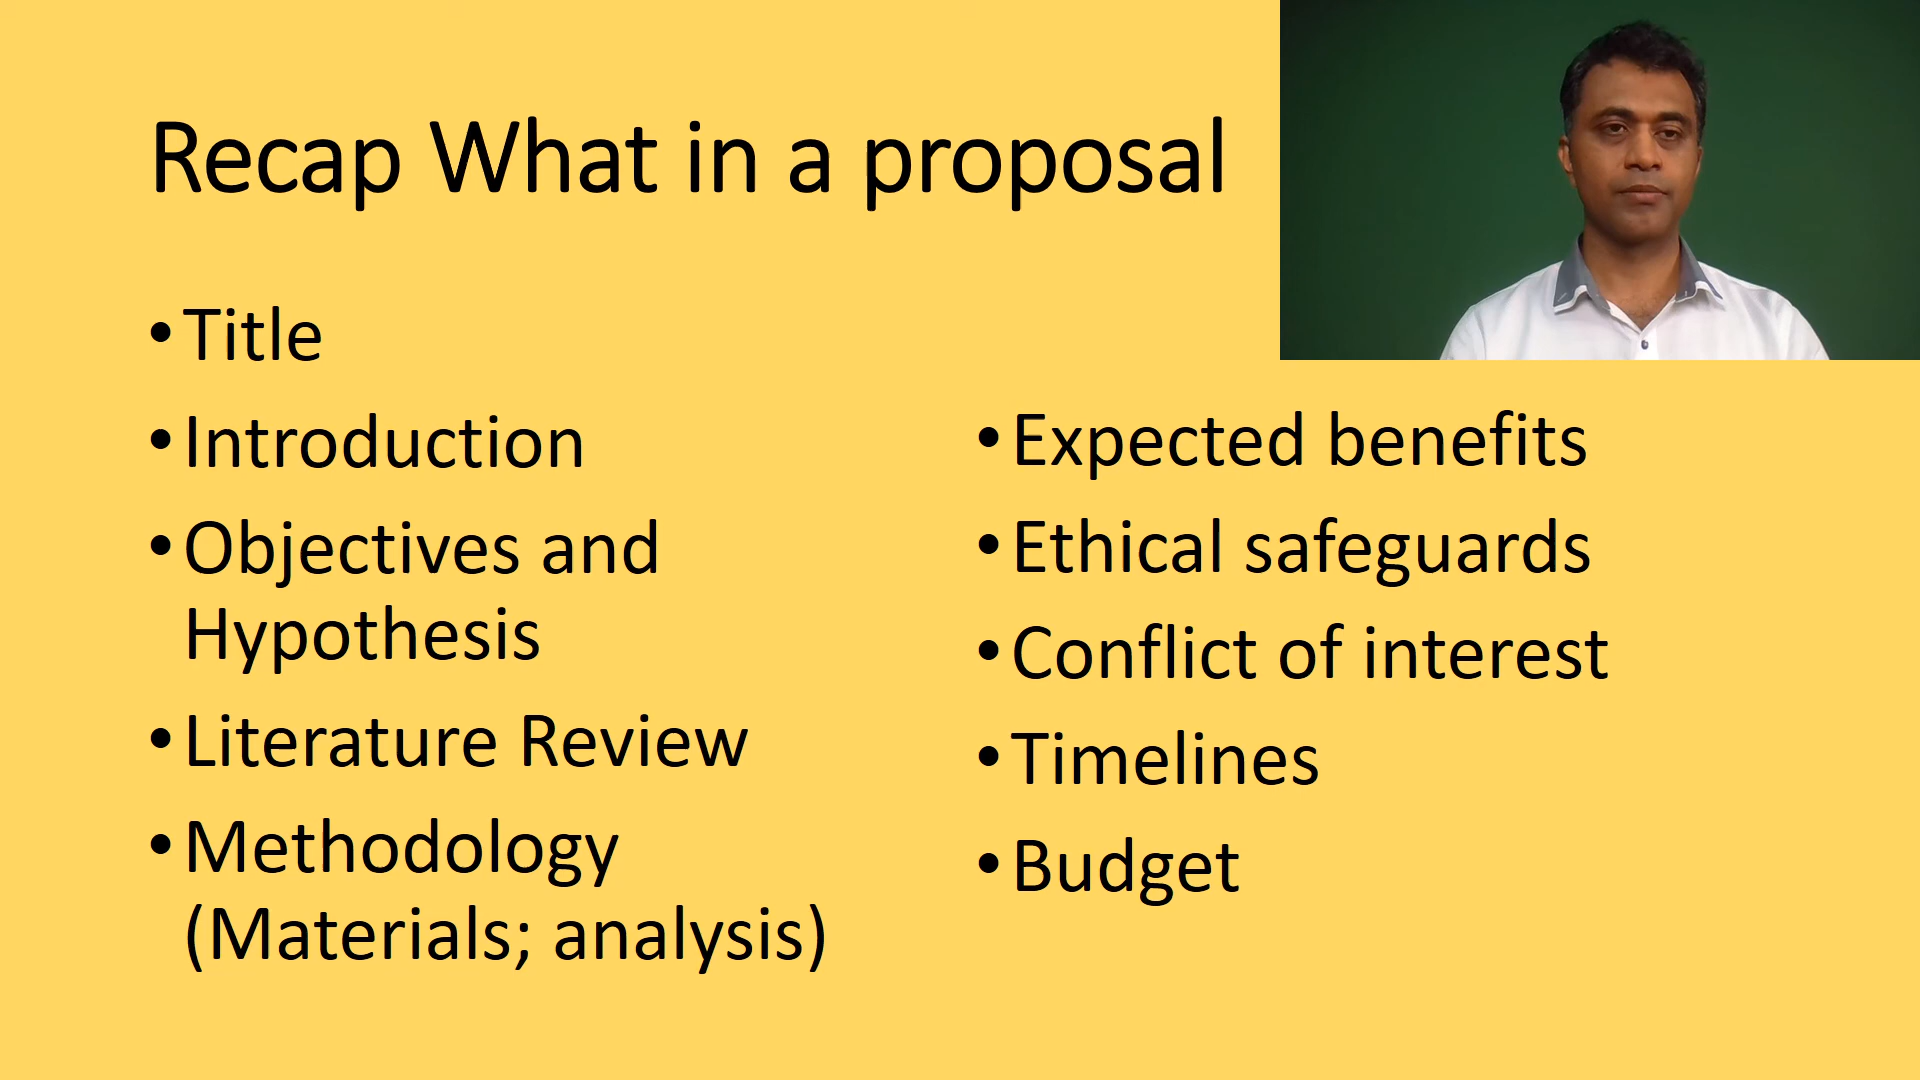 Recap What in a proposal
•Title
•Introduction
•Objectives and
Hypothesis
•Literature Review
•Methodology
(Materials; analysis)
•Expected benefits
•Ethical safeguards
•Conflict of interest
•Timelines
•Budget